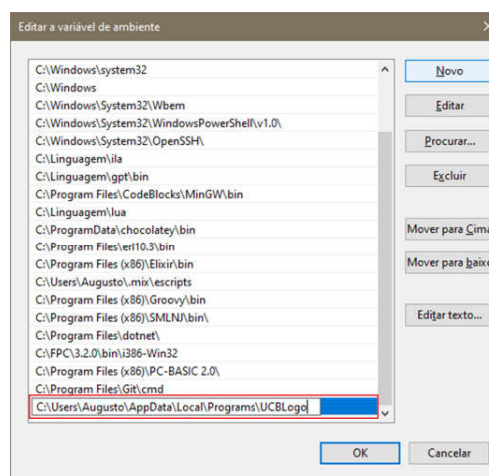 Editar a variável de ambiente
C:\Windows\system32
C:\Windows
C:\Windows\System32\Wbem
C:\Windows\System32\WindowsPowerShell\v1.0\
C:\Windows\System32\OpenSSH\
C:\Linguagem\ila
C:\Linguagem\gpt\bin
C:\Program Files\CodeBlocks\MinGW\bin
C:\Linguagem\lua
C:\ProgramData\chocolatey\bin
C:\Program Files\erl10.3\bin
C:\Program Files (x86)\Elixir\bin
C:\Users\Augusto\.mix\escripts
C:\Program Files (x86)\Groovy\bin
C:\Program Files (x86)\SMLNJ\bin\
C:\Program Files\dotnet\
C:\FPC\3.2.0\bin\i386-Win32
C:\Program Files (x86)\PC-BASIC 2.0\
C:\Program Files\Git\cmd
C:\Users\Augusto\AppData\Local\Programs\UCBLogo
Novo
Editar
Procurar...
Excluir
Mover para Cima
Mover para baixo
Editar texto...
OK
Cancelar